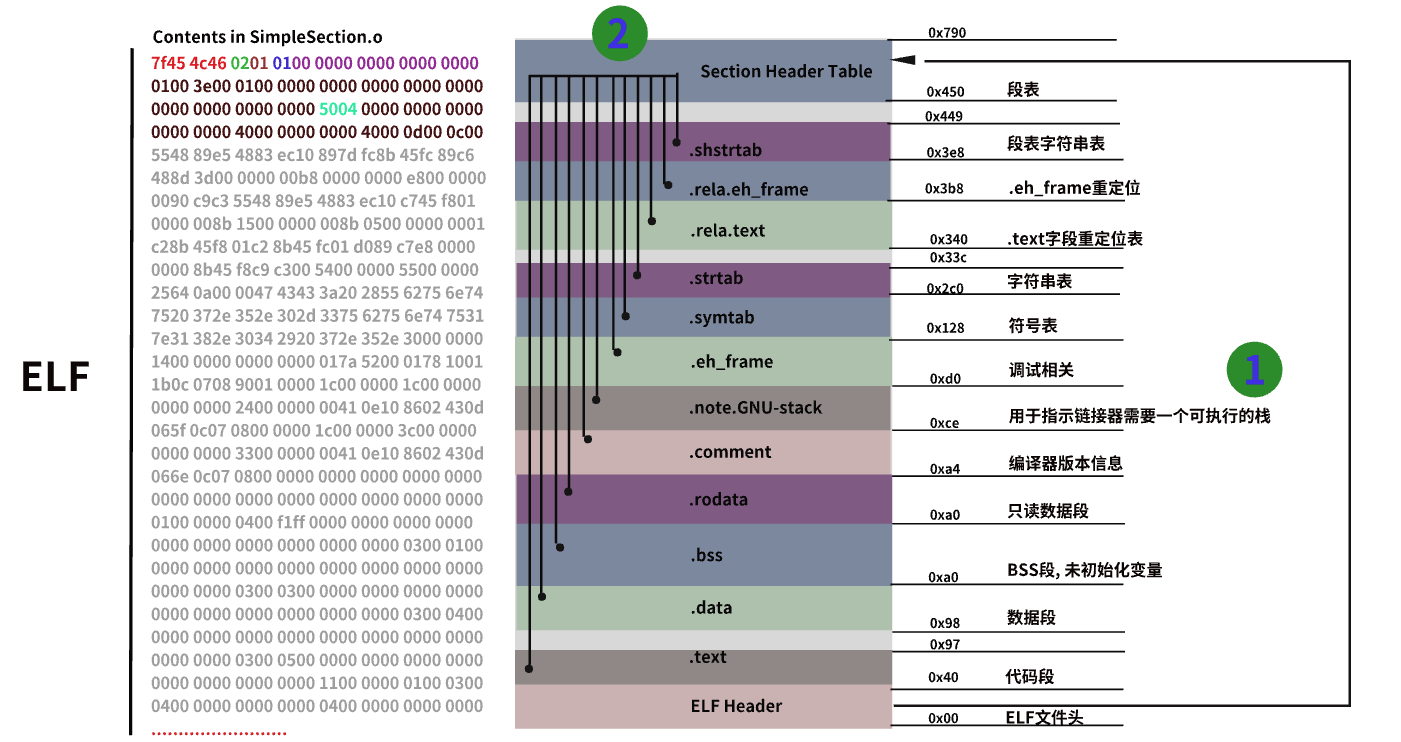 ELF
Contents in SimpleSection.o
7f45 4c46 0201 0100 0000 0000 0000 0000
0100 3e00 0100 0000 0000 0000 0000 0000
0000 0000 0000 0000 5004 0000 0000 0000
0000 0000 4000 0000 0000 4000 0d00 0c00
5548 89e5 4883 ec10 897d fc8b 45fc 89c6
488d 3d00 0000 00b8 0000 0000 e800 0000
0090 c9c3 5548 89e5 4883 ec10 c745 f801
0000 008b 1500 0000 008b 0500 0000 0001
c28b 45f8 01c2 8b45 fc01 d089 c7e8 0000
0000 8b45 f8c9 c300 5400 0000 5500 0000
2564 0a00 0047 4343 3a20 2855 6275 6e74
7520 372e 352e 302d 3375 6275 6e74 7531
7e31 382e 3034 2920 372e 352e 3000 0000
1400 0000 0000 0000 017a 5200 0178 1001
1b0c 0708 9001 0000 1c00 0000 1c00 0000
0000 0000 2400 0000 0041 0e10 8602 430d
065f 0c07 0800 0000 1c00 0000 3c00 0000
0000 0000 3300 0000 0041 0e10 8602 430d
066e 0c07 0800 0000 0000 0000 0000 0000
0000 0000 0000 0000 0000 0000 0000 0000
0100 0000 0400 f1ff 0000 0000 0000 0000
0000 0000 0000 0000 0000 0000 0300 0100
0000 0000 0000 0000 0000 0000 0000 0000
0000 0000 0300 0300 0000 0000 0000 0000
0000 0000 0000 0000 0000 0000 0300 0400
0000 0000 0000 0000 0000 0000 0000 0000
0000 0000 0300 0500 0000 0000 0000 0000
0000 0000 0000 0000 1100 0000 0100 0300
0400 0000 0000 0000 0400 0000 0000 0000
.........................
2
0x790
Section Header Table
0x450 段表
0x449
.shstrtab 0x3e8 段表字符串表
.rela.eh_frame 0x3b8 .eh_frame重定位
.rela.text 0x340 .text字段重定位表
0x33c
.strtab 0x2c0 字符串表
.symtab 0x128 符号表
.eh_frame 0xd0 调试相关
1
.note.GNU-stack 0xce 用于指示链接器需要一个可执行的栈
.comment 0xa4 编译器版本信息
.rodata 0xa0 只读数据段
.bss 0xa0 BSS段, 未初始化变量
.data 0x98 数据段
0x97
.text 0x40 代码段
ELF Header 0x00 ELF文件头